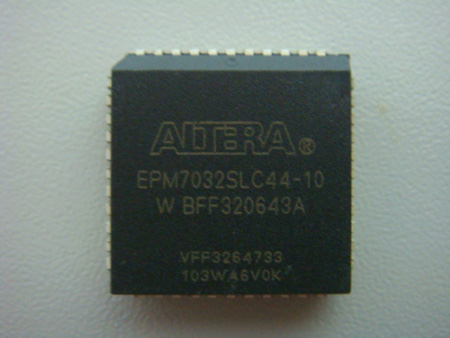 ALTERA®
EPM7032SLC44-10
W BFF320643A
VFF3264733
103WA6V0K